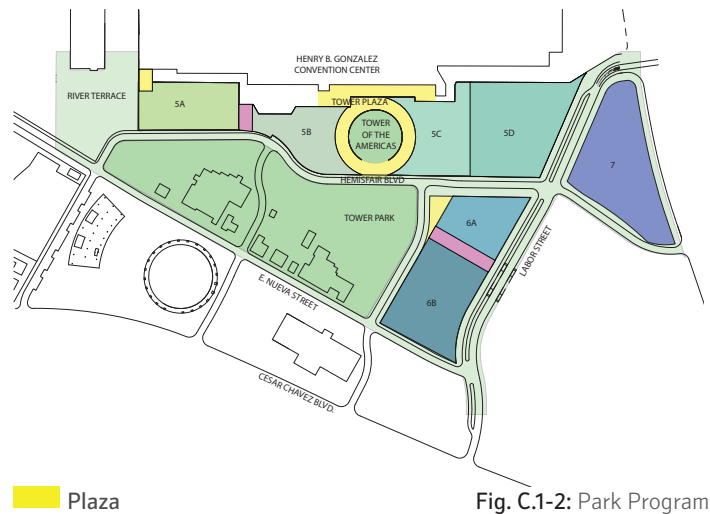 HENRY B. GONZALEZ
CONVENTION CENTER
RIVER TERRACE
5A
TOWER PLAZA
5B
TOWER
OF THE
AMERICAS
5C
5D
7
HEMISFAIR BLVD
TOWER PARK
6A
6B
LABOR STREET
E. NUEVA STREET
CESAR CHAVEZ BLVD.
Plaza
Fig. C.1-2: Park Program